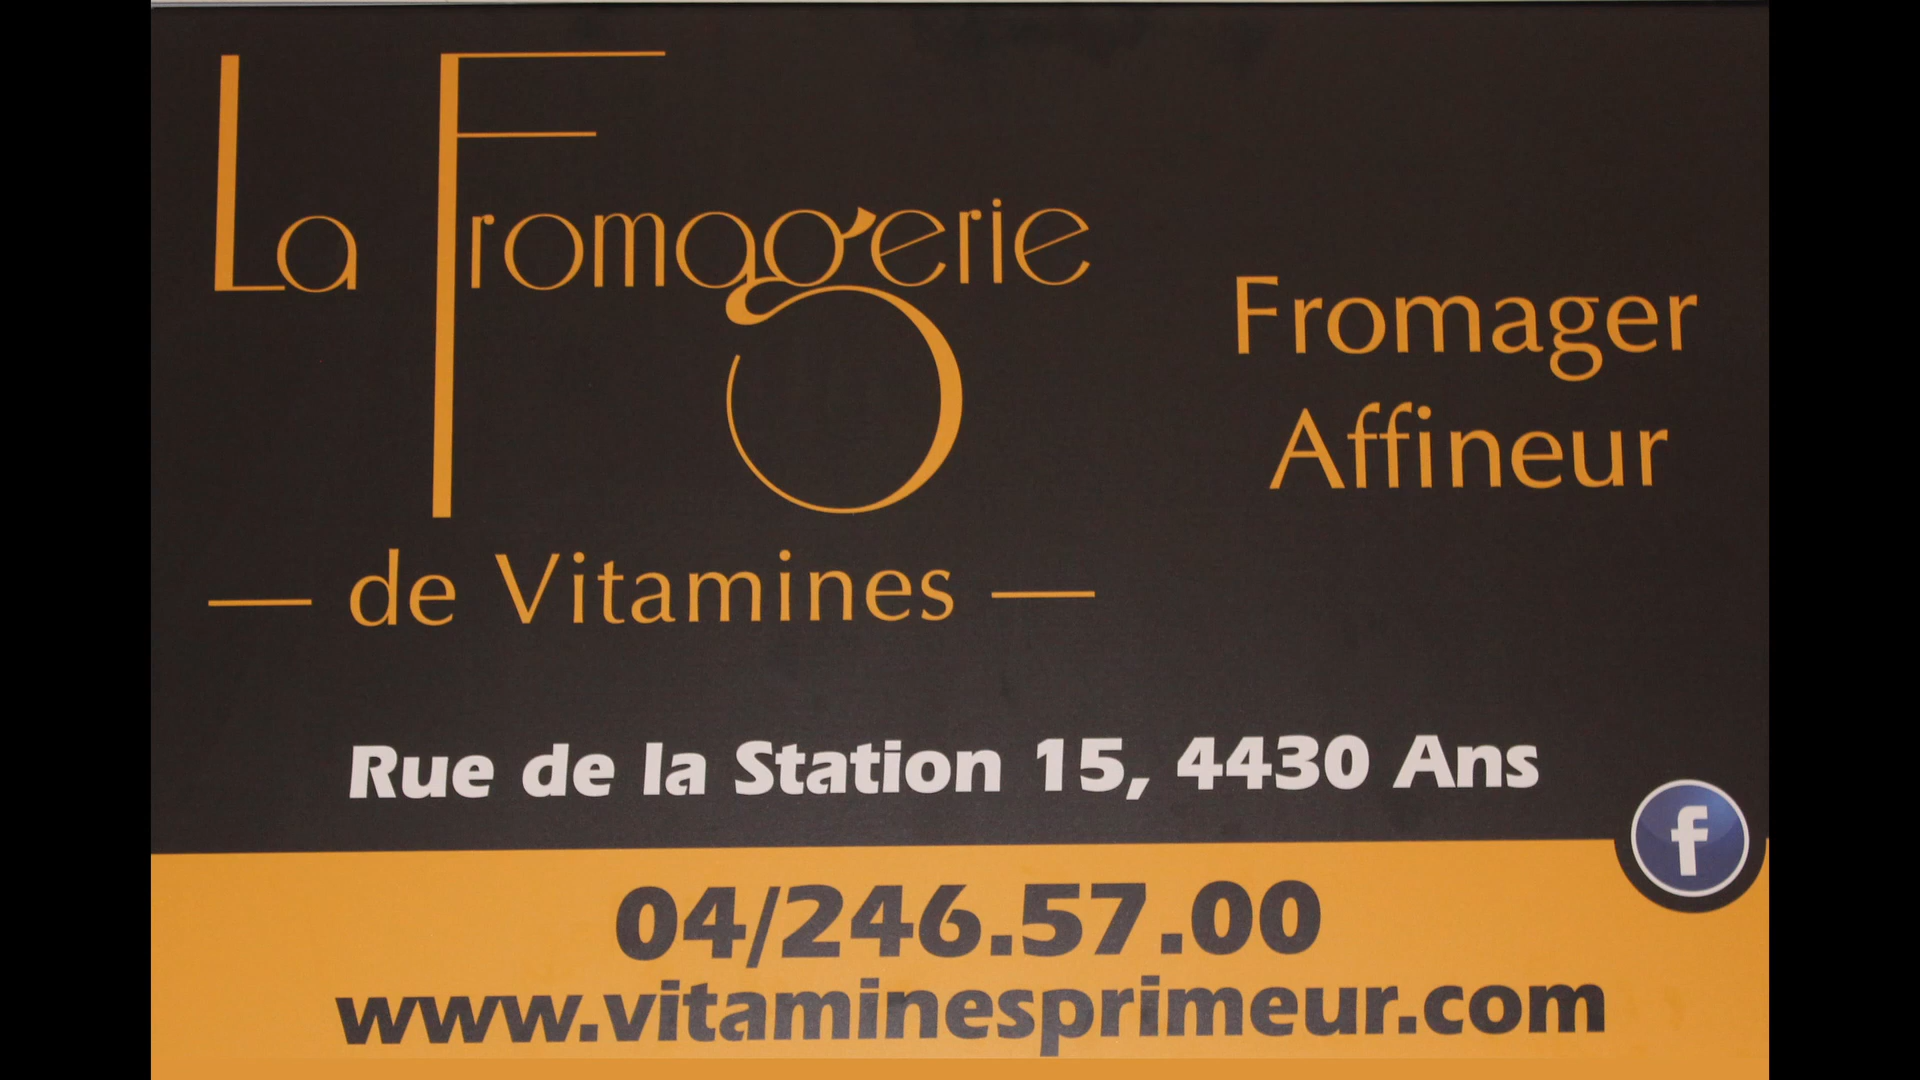 La Fromagerie
de Vitamines
Fromager
Affineur
Rue de la Station 15, 4430 Ans
f
04/246.57.00
www.vitaminesprimeur.com